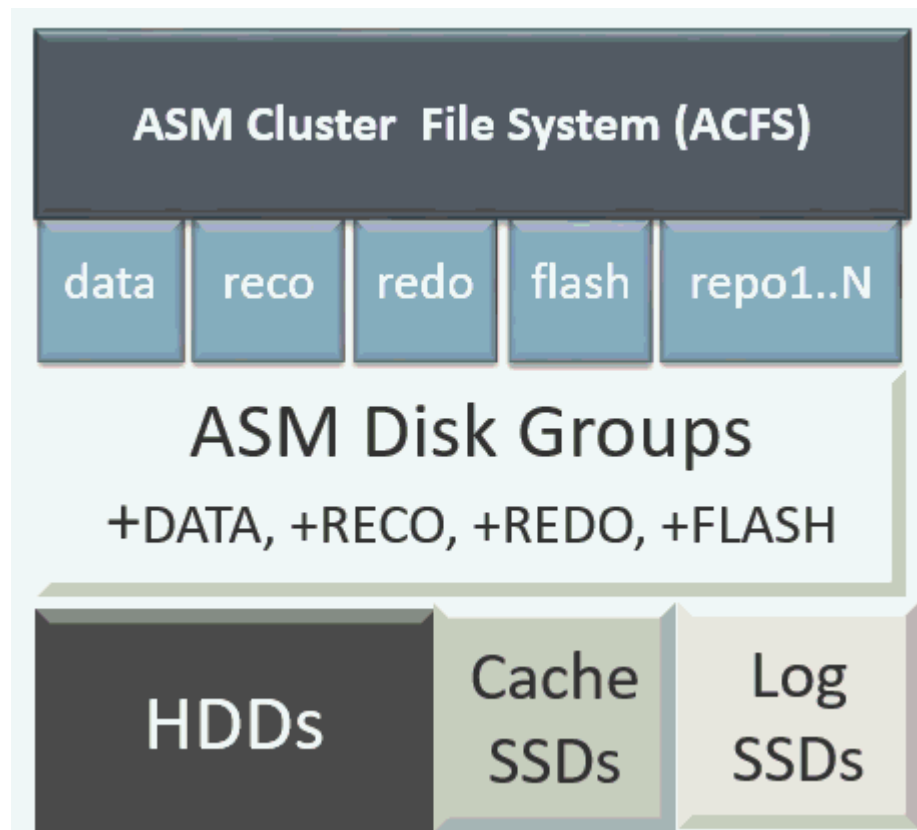 ASM Cluster File System (ACFS)
data reco redo flash repo1..N
ASM Disk Groups
+DATA, +RECO, +REDO, +FLASH
HDDs
Cache
SSDs
Log
SSDs